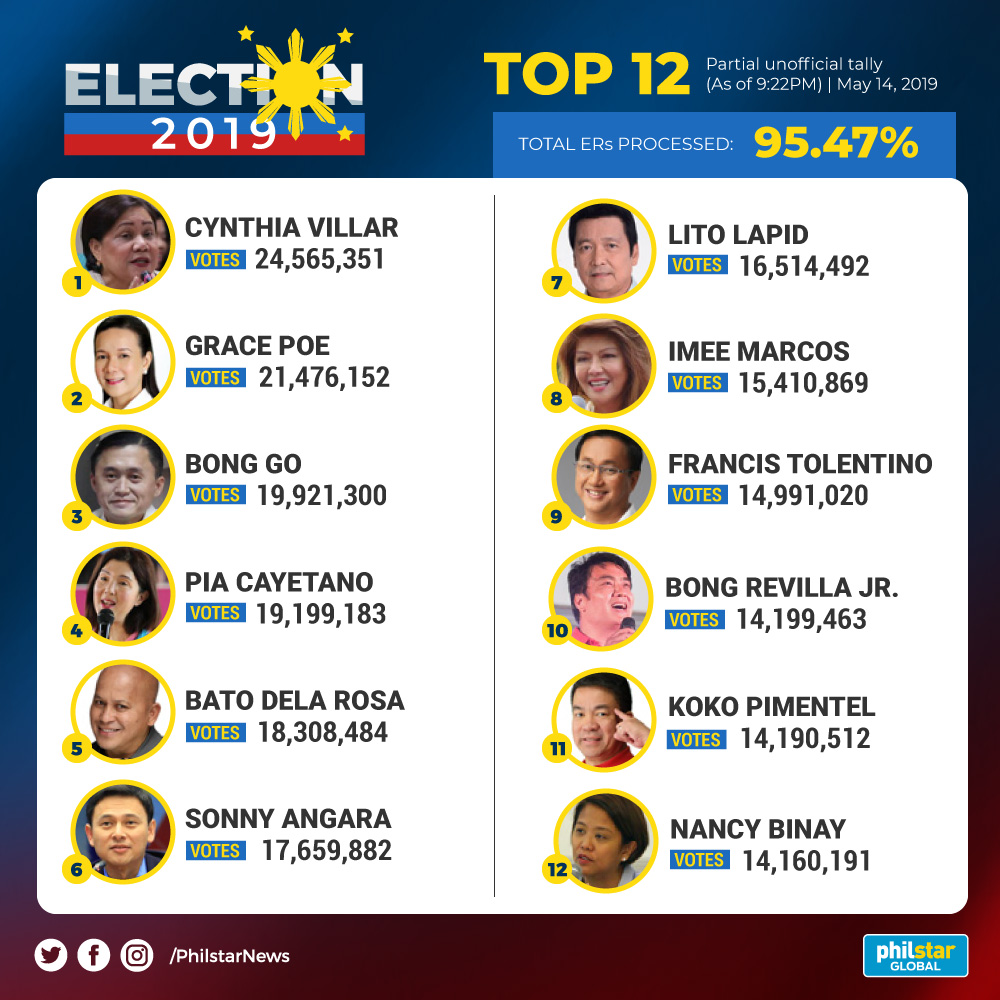 ELECTION
2019
TOP 12
Partial unofficial tally
(As of 9:22PM) | May 14, 2019
TOTAL ERs PROCESSED: 95.47%
1
CYNTHIA VILLAR
VOTES 24,565,351
2
GRACE POE
VOTES 21,476,152
3
BONG GO
VOTES 19,921,300
4
PIA CAYETANO
VOTES 19,199,183
5
BATO DELA ROSA
VOTES 18,308,484
6
SONNY ANGARA
VOTES 17,659,882
7
LITO LAPID
VOTES 16,514,492
8
IMEE MARCOS
VOTES 15,410,869
9
FRANCIS TOLENTINO
VOTES 14,991,020
10
BONG REVILLA JR.
VOTES 14,199,463
11
KOKO PIMENTEL
VOTES 14,190,512
12
NANCY BINAY
VOTES 14,160,191
/PhilstarNews
philstar
GLOBAL